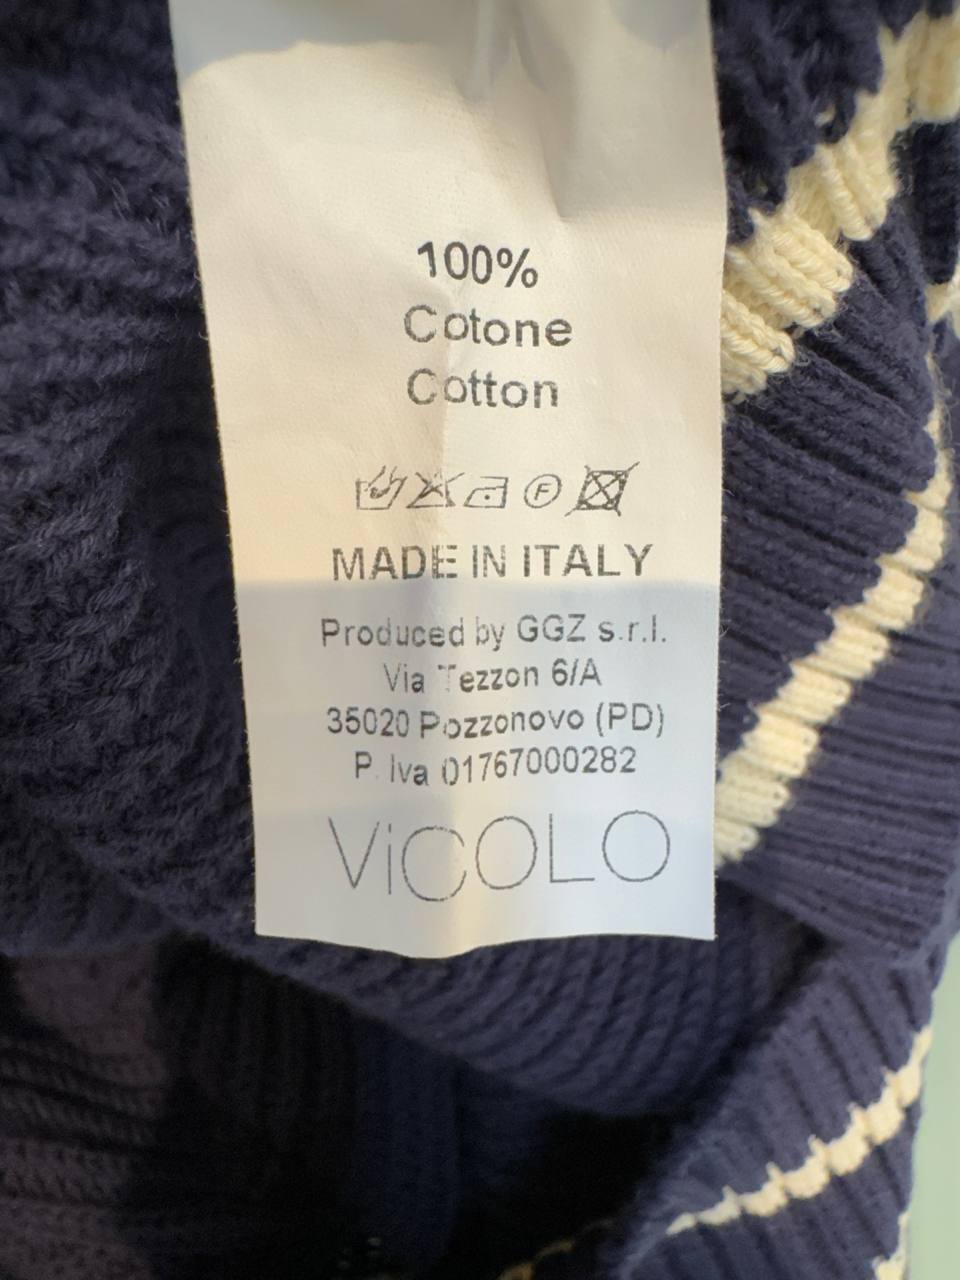 100%
Cotone
Cotton
F
MADE IN ITALY
Produced by GGZ s.r.l.
Via Tezzon 6/A
35020 Pozzonovo (PD)
P. Iva 01767000282
ViCOLO